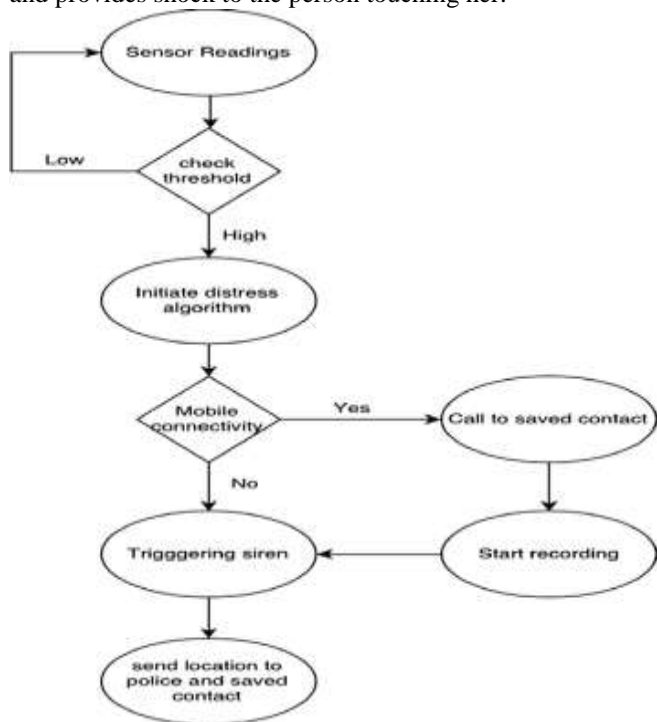 and provides shock to the person touching her.
Sensor Readings
Low
check
threshold
High
Initiate distress
algorithm
Mobile
connectivity
Yes
Call to saved contact
No
Trigggering siren
Start recording
send location to
police and saved
contact